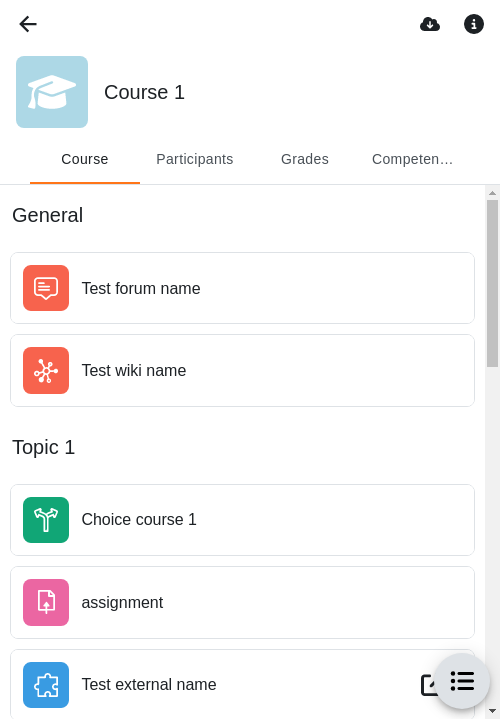 Course 1
Course
Participants
Grades
Competen…
General
Test forum name
Test wiki name
Topic 1
Choice course 1
assignment
Test external name